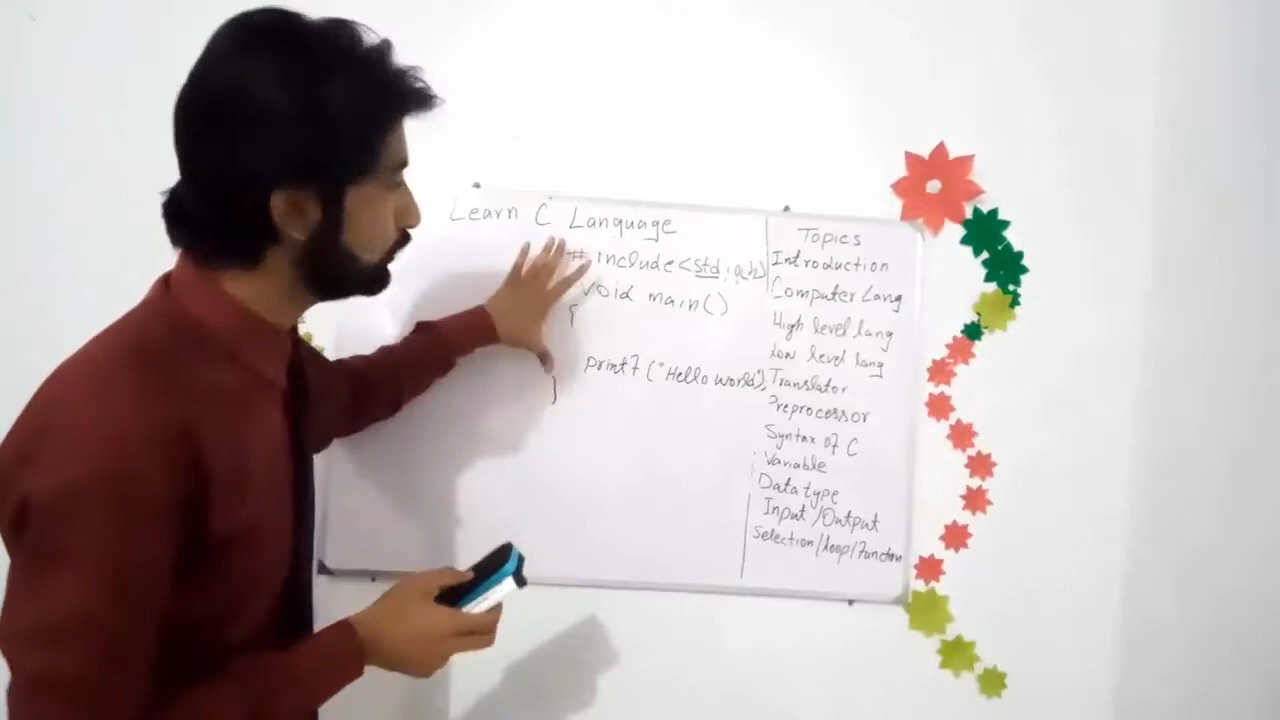 Learn C Language
# include <std
void main()
{
printf ("Hello world");
}
Topics
Introduction
Computer Lang
High level lang
Low level lang
Translator
Preprocessor
Syntax of C
Variable
Data type
Input/Output
Selection/Loop/Function